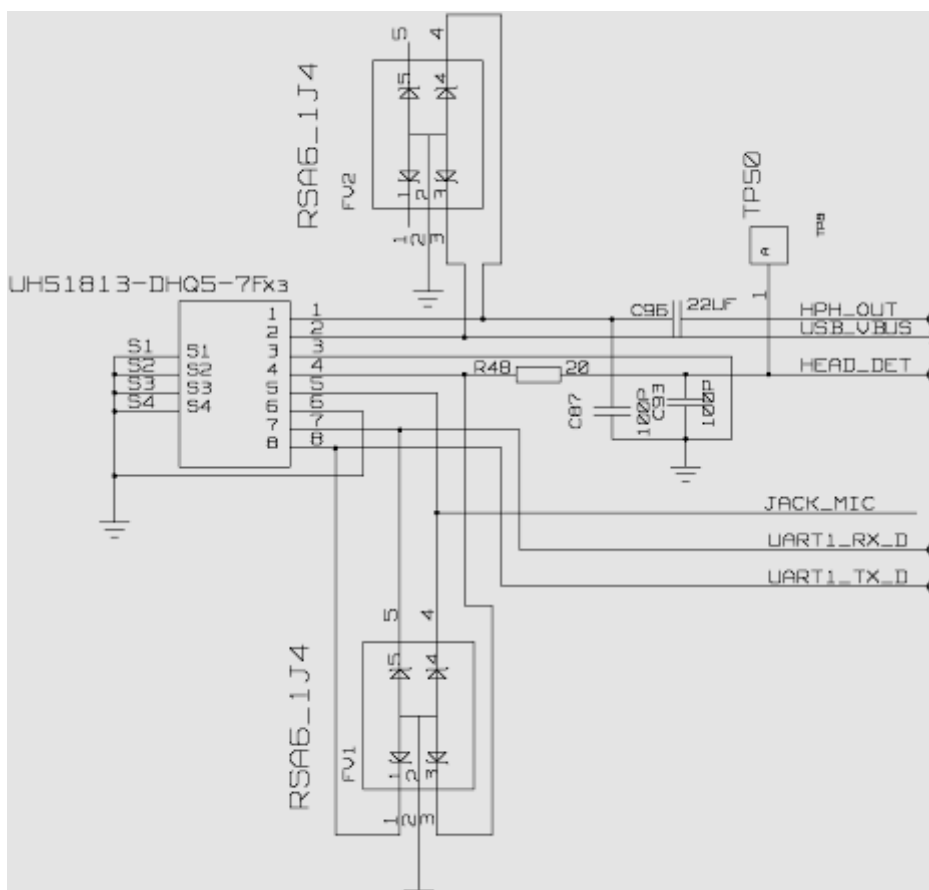 5 4
RSA6_1J4
FV2
5 4
1 2 3
1 2 3
TP50
TP9
A
1
UH51813-DHQ5-7Fx3
1 1
2 2
3 3
4 4
5 5
6 6
7 7
8 8
S1 S1
S2 S2
S3 S3
S4 S4
C96 22UF
HPH_OUT
USB_VBUS
R48 20
HEAD_DET
C87 100P
C93 100P
JACK_MIC
UART1_RX_D
UART1_TX_D
5 4
RSA6_1J4
FV1
5 4
1 2 3
1 2 3